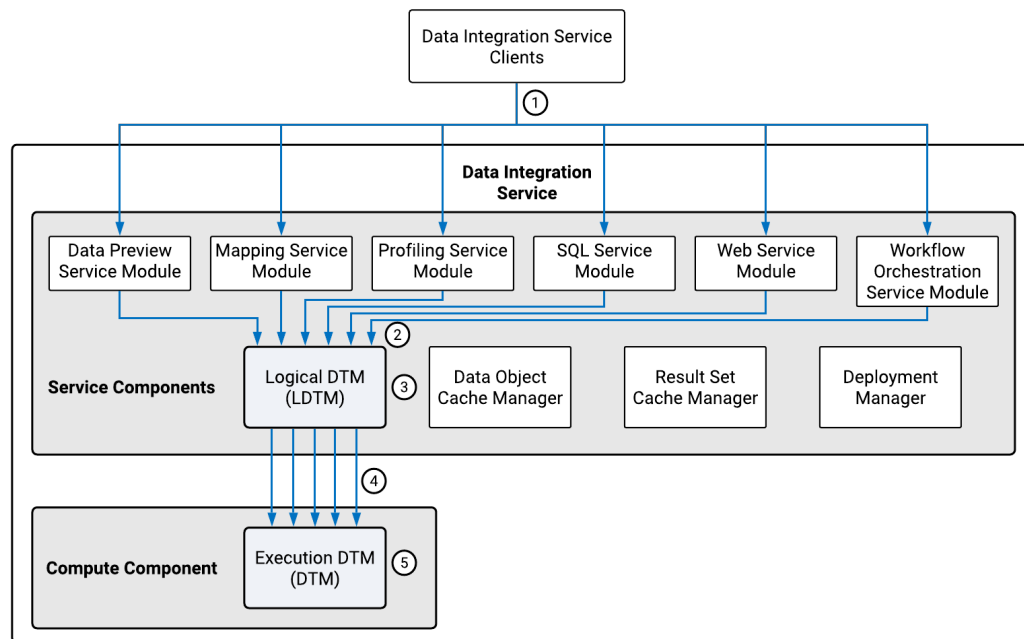 Data Integration Service
Clients
1
Data Integration
Service
Data Preview
Service Module
Mapping Service
Module
Profiling Service
Module
SQL Service
Module
Web Service
Module
Workflow
Orchestration
Service Module
2
Service Components
Logical DTM
(LDTM)
3
Data Object
Cache Manager
Result Set
Cache Manager
Deployment
Manager
4
Compute Component
Execution DTM
(DTM)
5